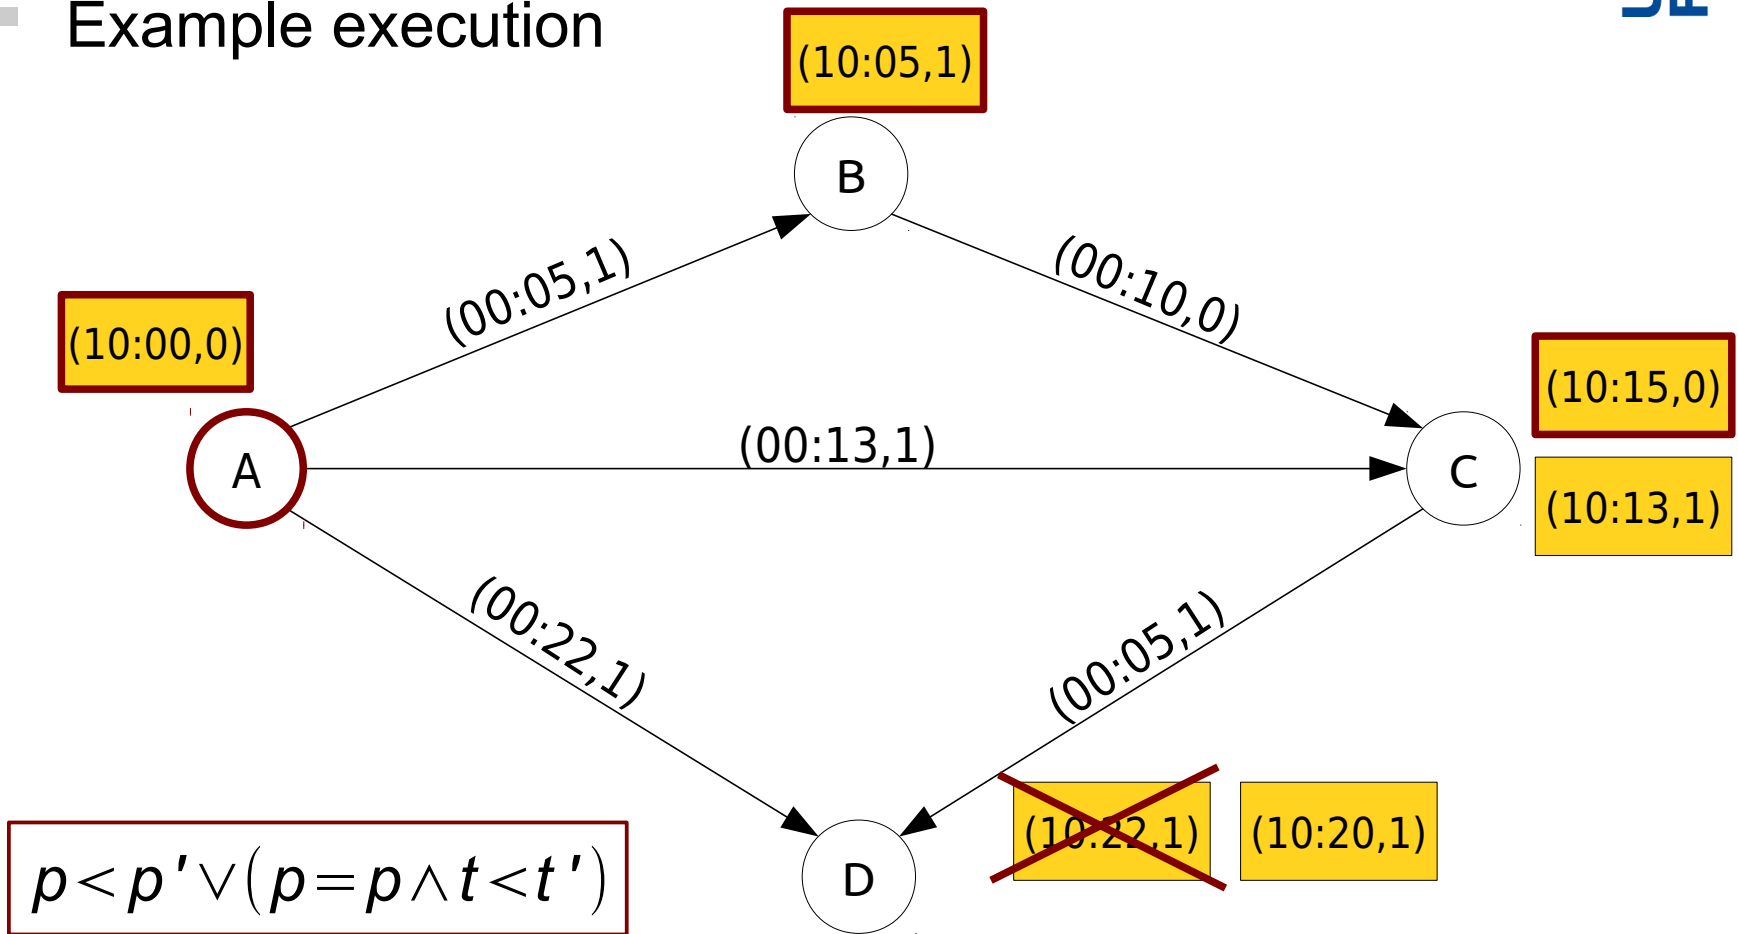 Example execution
(10:05,1)
B
(00:05,1)
(00:10,0)
(10:00,0)
(10:15,0)
A
(00:13,1)
C
(10:13,1)
(00:22,1)
(00:05,1)
(10:22,1)
(10:20,1)
D
p<p'∨(p=p∧t<t')